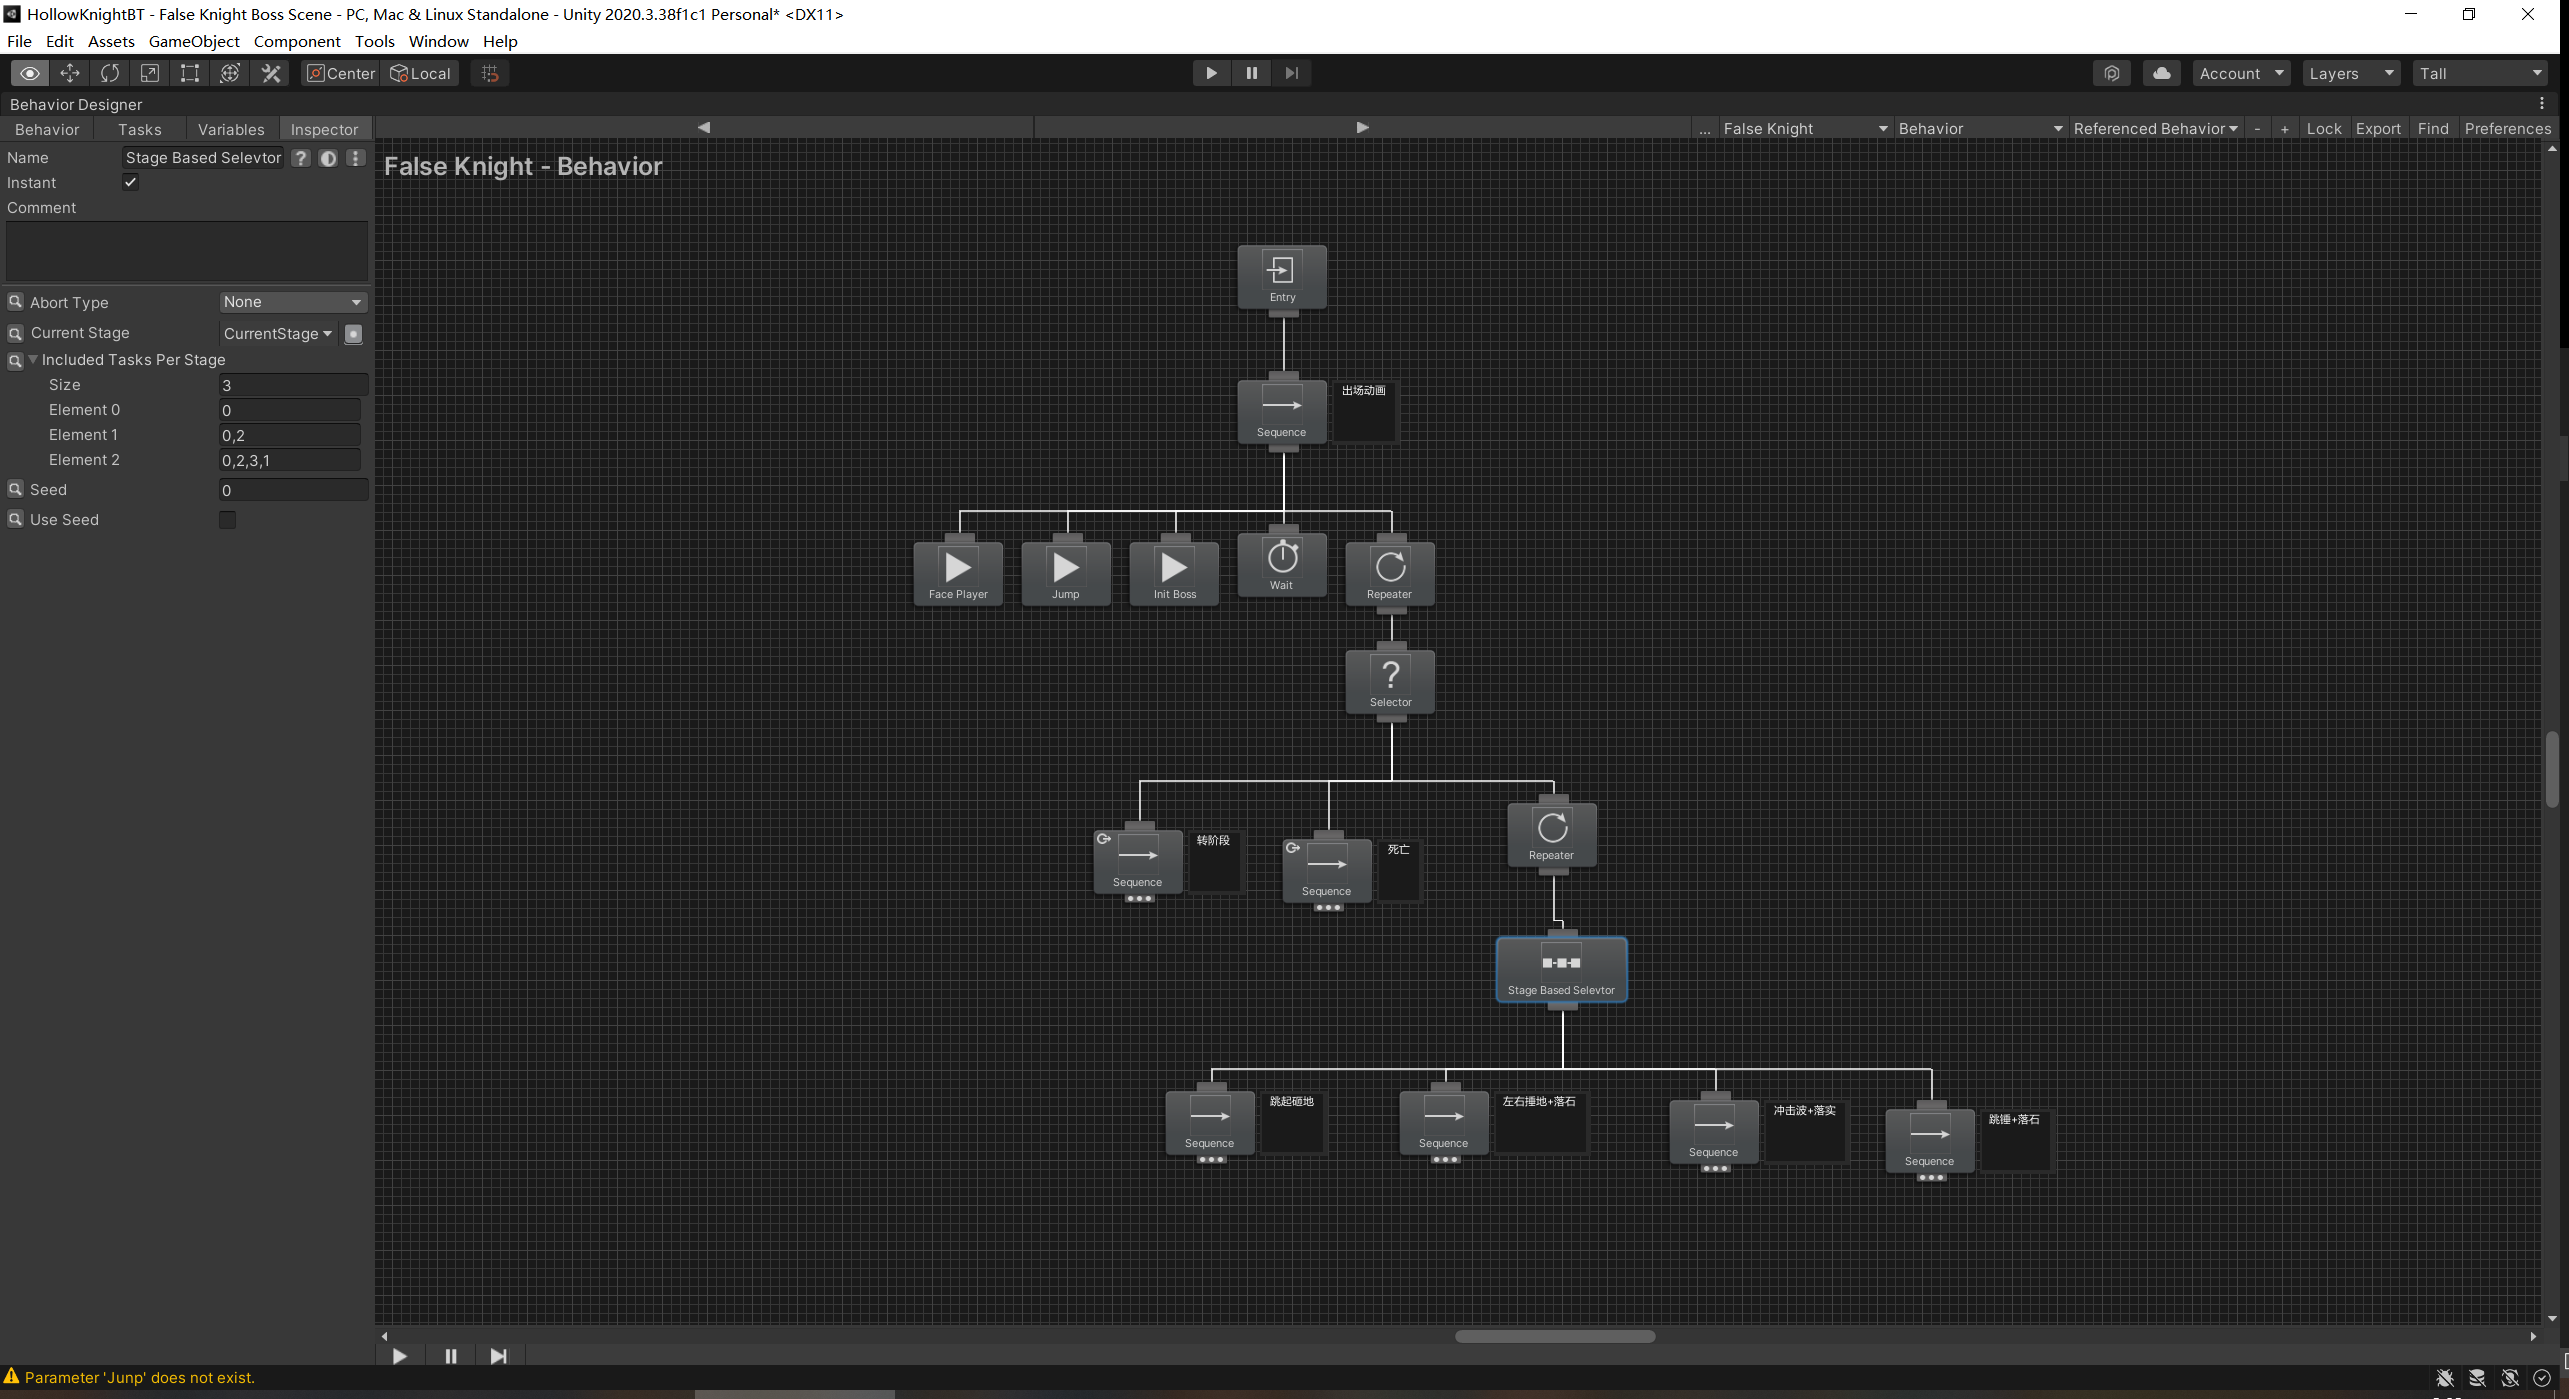 HollowKnightBT - False Knight Boss Scene - PC, Mac & Linux Standalone - Unity 2020.3.38f1c1 Personal* <DX11>
File Edit Assets GameObject Component Tools Window Help
Center Local Account Layers Tall
Behavior Designer
Behavior Tasks Variables Inspector ... False Knight Behavior Referenced Behavior - + Lock Export Find Preferences
Name Stage Based Selevtor ?
Instant
Comment
Abort Type None
Current Stage CurrentStage
Included Tasks Per Stage
Size 3
Element 0 0
Element 1 0,2
Element 2 0,2,3,1
Seed 0
Use Seed
False Knight - Behavior
Entry
出场动画
Sequence
Face Player Jump Init Boss Wait Repeater
?
Selector
转阶段
Sequence
死亡
Sequence
Repeater
Stage Based Selevtor
跳起砸地
Sequence
左右捶地+落石
Sequence
冲击波+落实
Sequence
跳锤+落石
Sequence
Parameter 'Junp' does not exist.